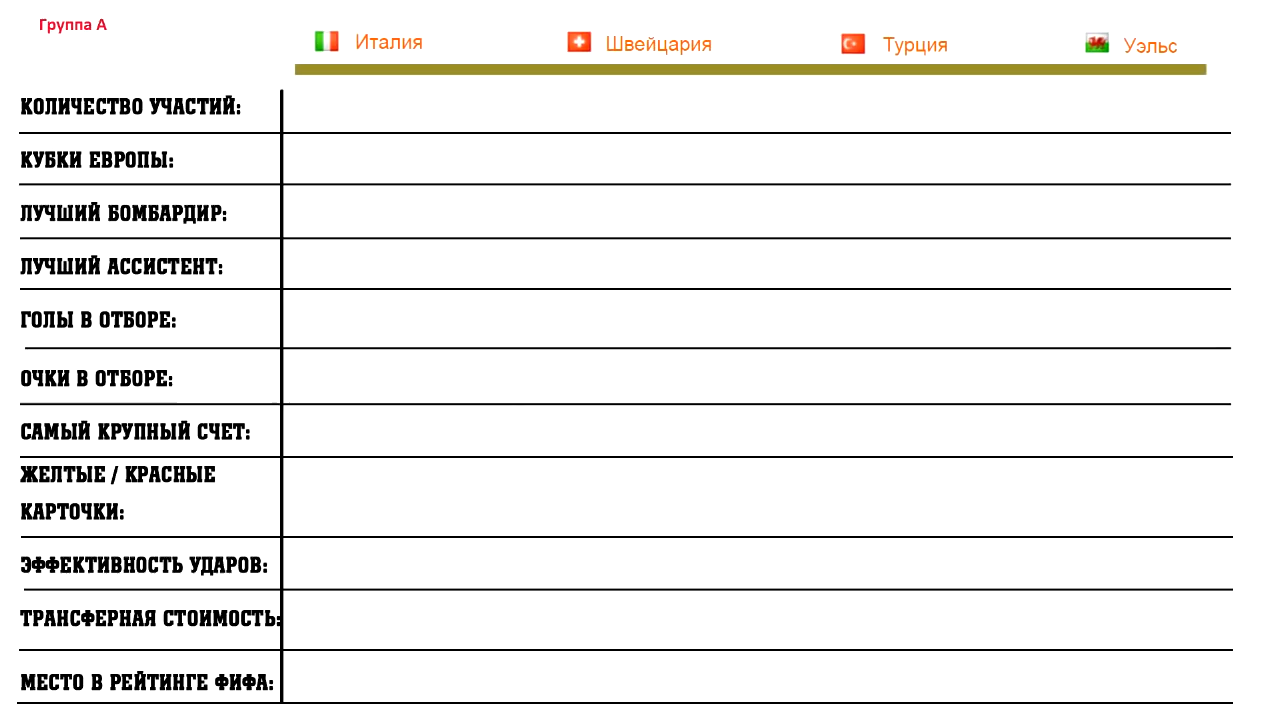 Группа А
Италия Швейцария Турция Уэльс
КОЛИЧЕСТВО УЧАСТИЙ:
КУБКИ ЕВРОПЫ:
ЛУЧШИЙ БОМБАРДИР:
ЛУЧШИЙ АССИСТЕНТ:
ГОЛЫ В ОТБОРЕ:
ОЧКИ В ОТБОРЕ:
САМЫЙ КРУПНЫЙ СЧЕТ:
ЖЕЛТЫЕ / КРАСНЫЕ
КАРТОЧКИ:
ЭФФЕКТИВНОСТЬ УДАРОВ:
ТРАНСФЕРНАЯ СТОИМОСТЬ:
МЕСТО В РЕЙТИНГЕ ФИФА: